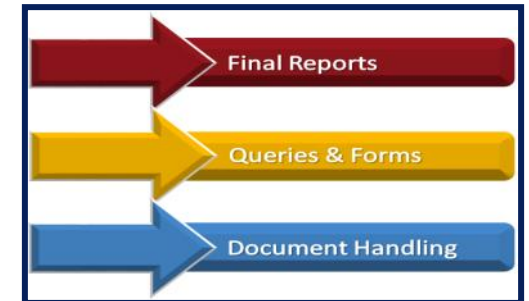 Final Reports
Queries & Forms
Document Handling